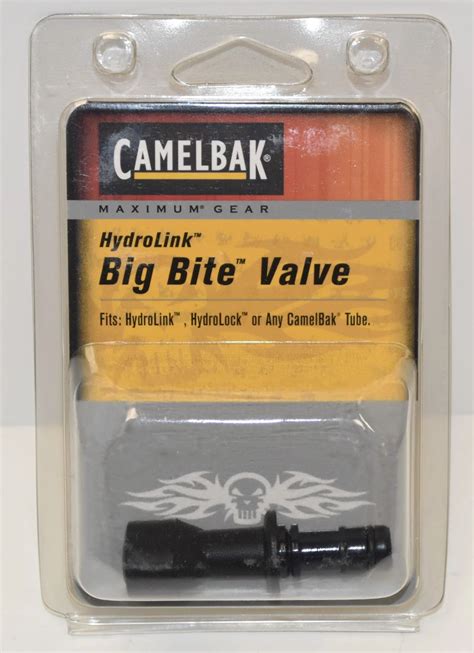 CAMELBAK®
MAXIMUM® GEAR
HydroLink™
Big Bite™ Valve
Fits: HydroLink™, HydroLock™ or Any CamelBak® Tube.